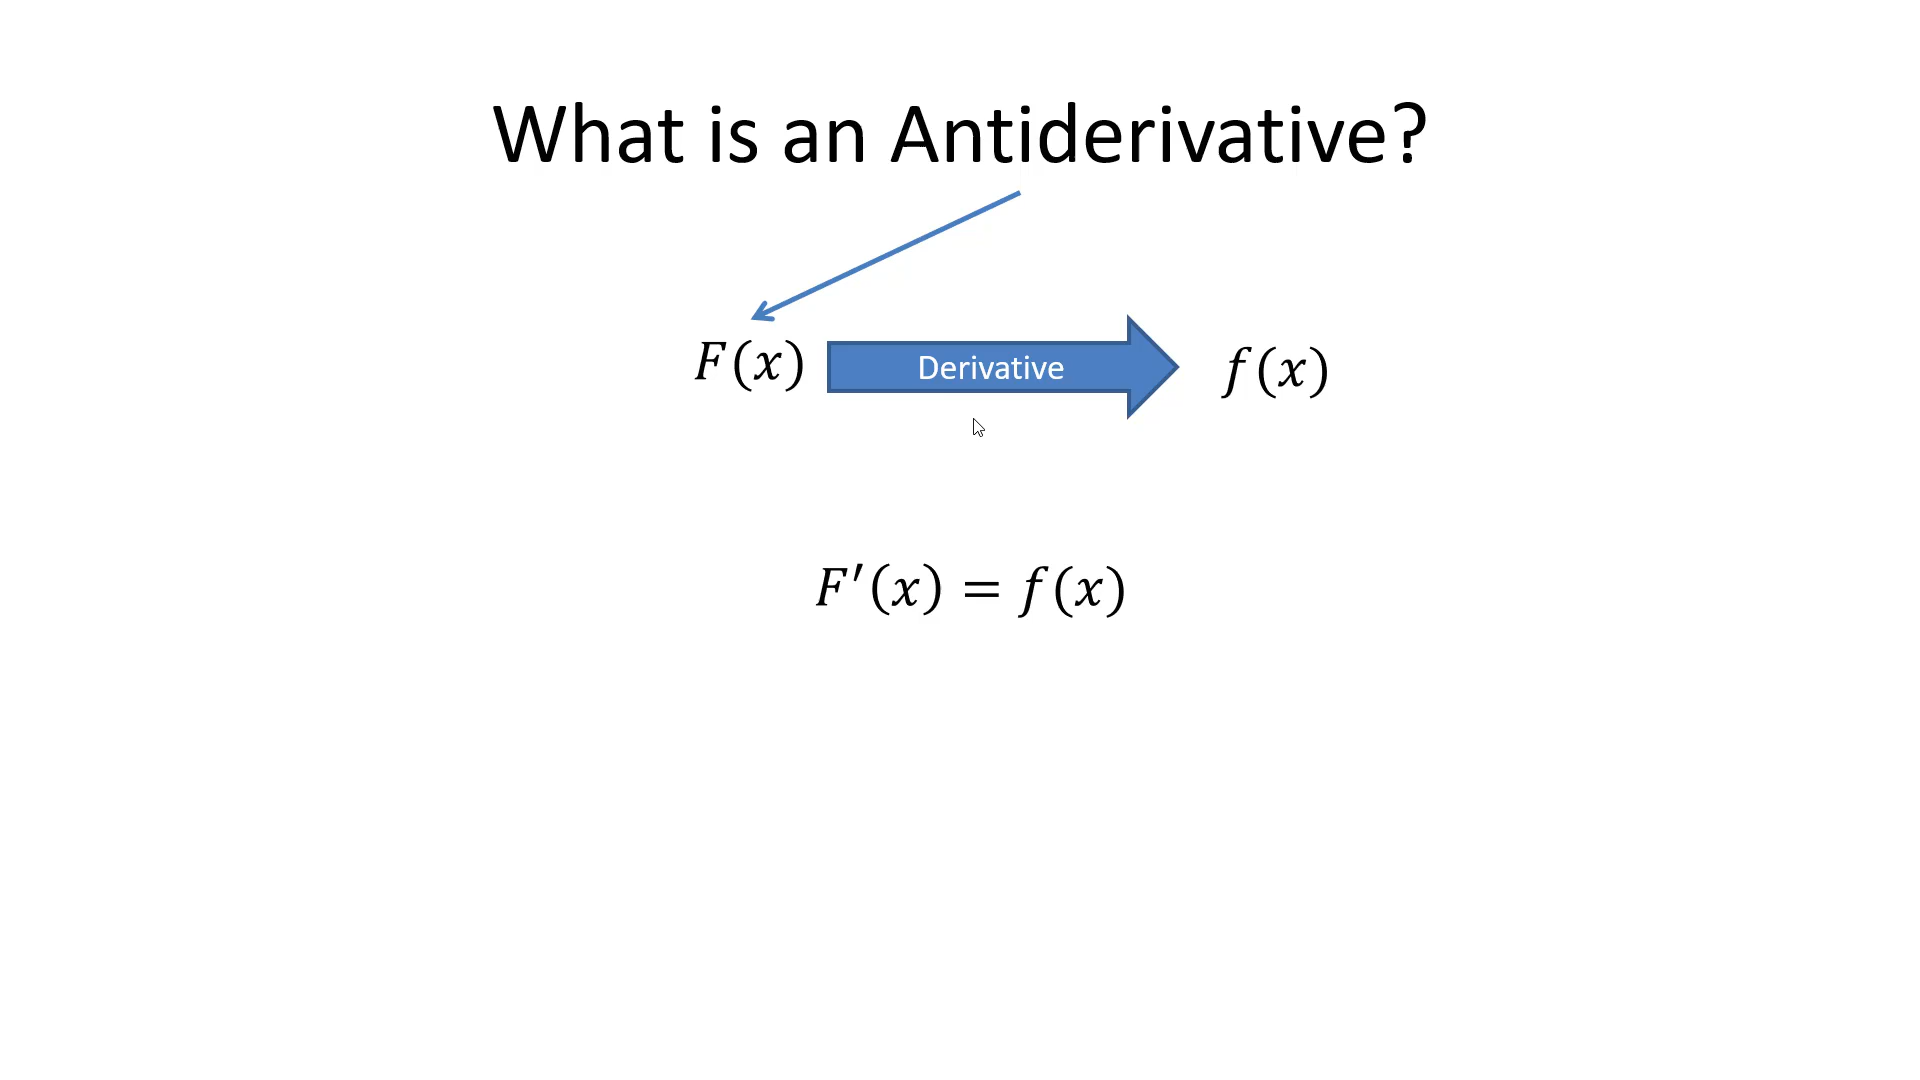 What is an Antiderivative?
F(x) Derivative f(x)
F′(x) = f(x)